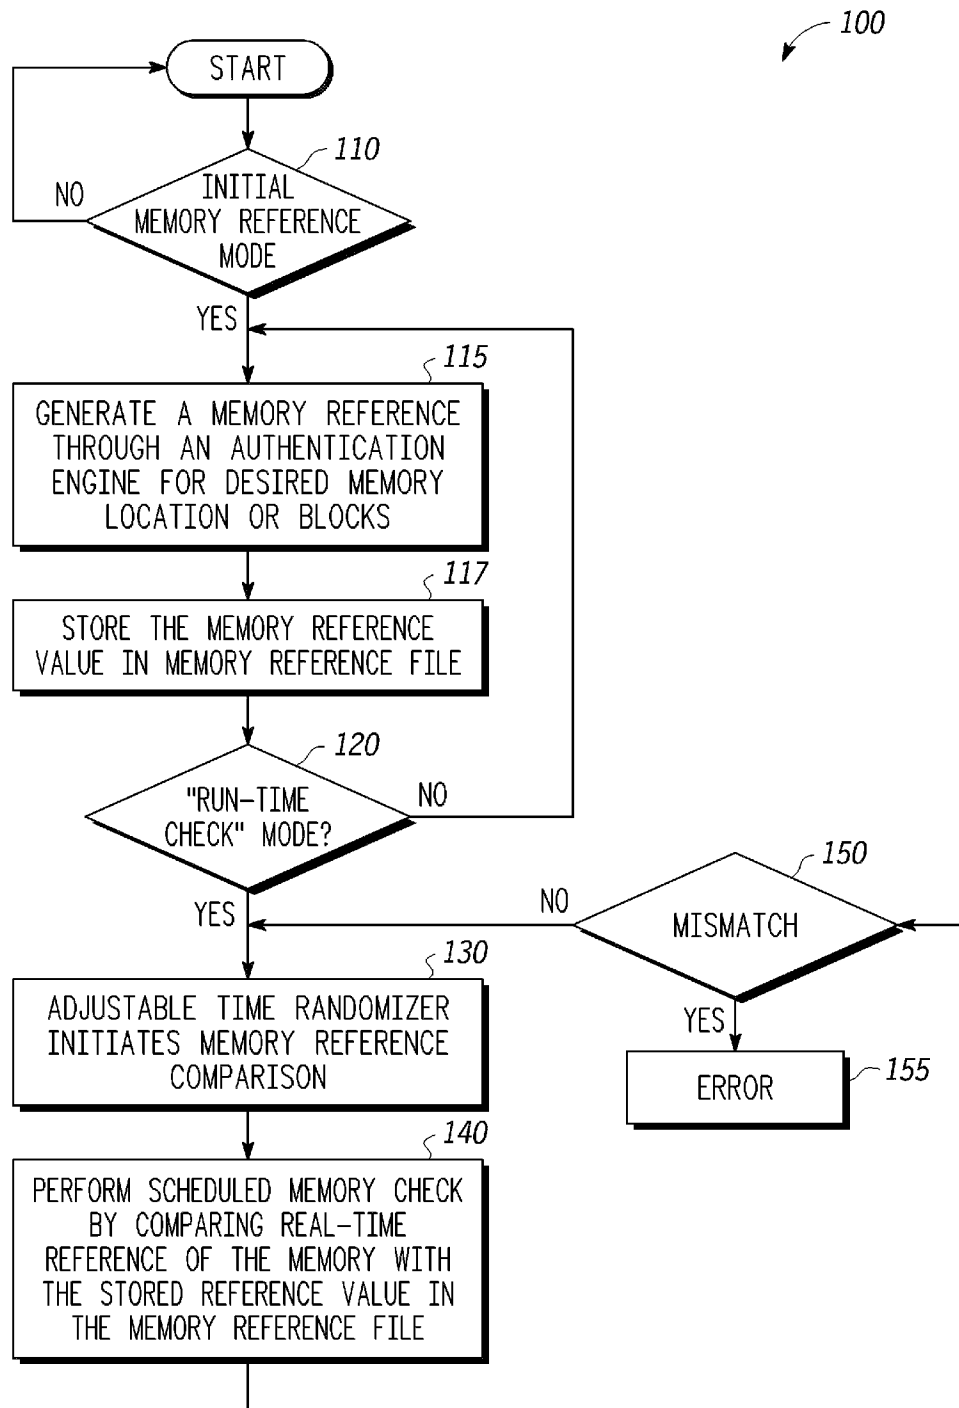 100
START
110
INITIAL
MEMORY REFERENCE
MODE
NO
YES
115
GENERATE A MEMORY REFERENCE
THROUGH AN AUTHENTICATION
ENGINE FOR DESIRED MEMORY
LOCATION OR BLOCKS
117
STORE THE MEMORY REFERENCE
VALUE IN MEMORY REFERENCE FILE
120
"RUN-TIME
CHECK" MODE?
NO
YES
150
MISMATCH
NO
YES
155
ERROR
130
ADJUSTABLE TIME RANDOMIZER
INITIATES MEMORY REFERENCE
COMPARISON
140
PERFORM SCHEDULED MEMORY CHECK
BY COMPARING REAL-TIME
REFERENCE OF THE MEMORY WITH
THE STORED REFERENCE VALUE IN
THE MEMORY REFERENCE FILE